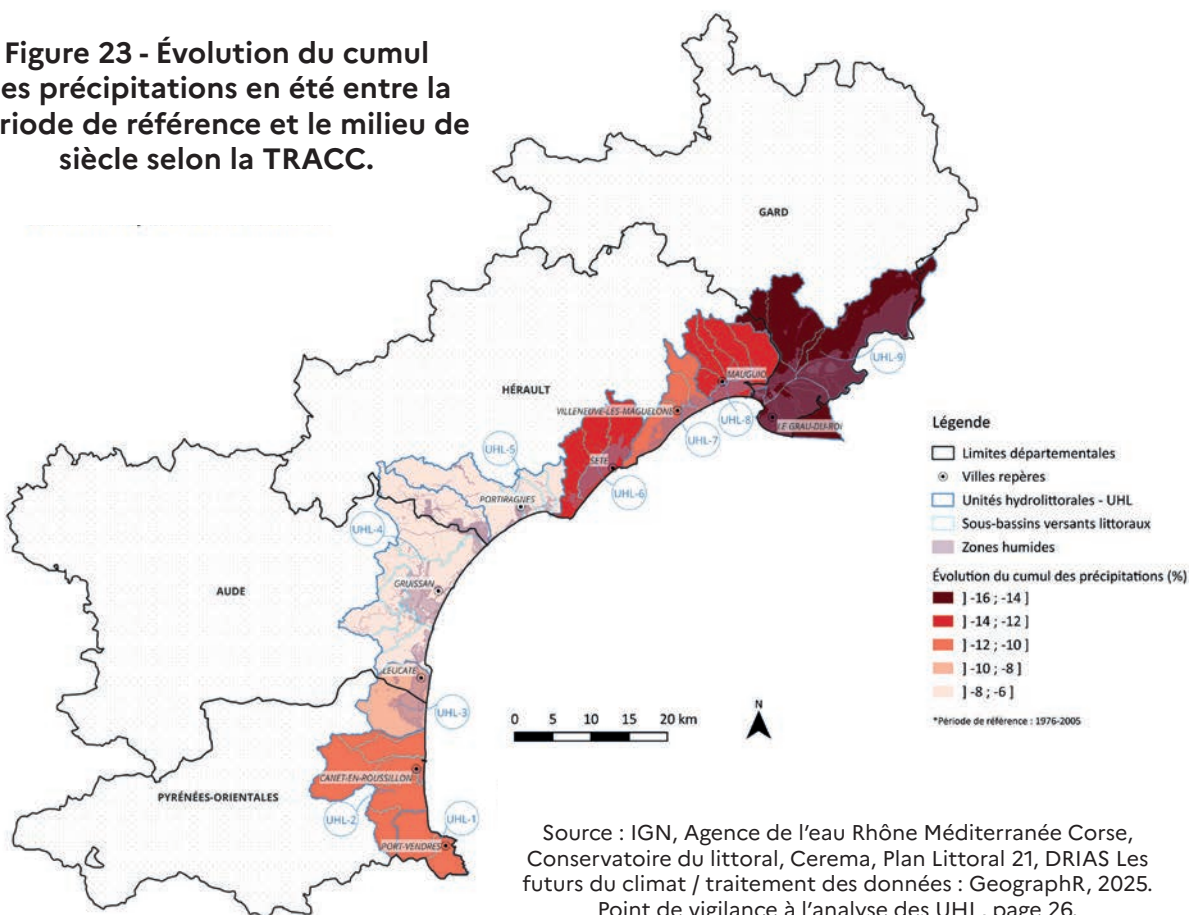 Figure 23 - Évolution du cumul
es précipitations en été entre la
riode de référence et le milieu de
siècle selon la TRACC.
GARD
UHL-9
HÉRAULT
MAUGUIO
VILLENEUVE-LES-MAGUELONE
LE GRAU-DU-ROI
UHL-8
UHL-7
UHL-5
SETE
UHL-6
PORTIRAGNES
UHL-4
GRUISSAN
AUDE
LEUCATE
UHL-3
CANET-EN-ROUSSILLON
PYRÉNÉES-ORIENTALES
UHL-2
UHL-1
PORT-VENDRES
0 5 10 15 20 km
N
Légende
Limites départementales
Villes repères
Unités hydrolittorales - UHL
Sous-bassins versants littoraux
Zones humides
Évolution du cumul des précipitations (%)
] -16 ; -14 ]
] -14 ; -12 ]
] -12 ; -10 ]
] -10 ; -8 ]
] -8 ; -6 ]
*Période de référence : 1976-2005
Source : IGN, Agence de l'eau Rhône Méditerranée Corse,
Conservatoire du littoral, Cerema, Plan Littoral 21, DRIAS Les
futurs du climat / traitement des données : GeographR, 2025.
Point de vigilance à l'analyse des UHL, page 26.